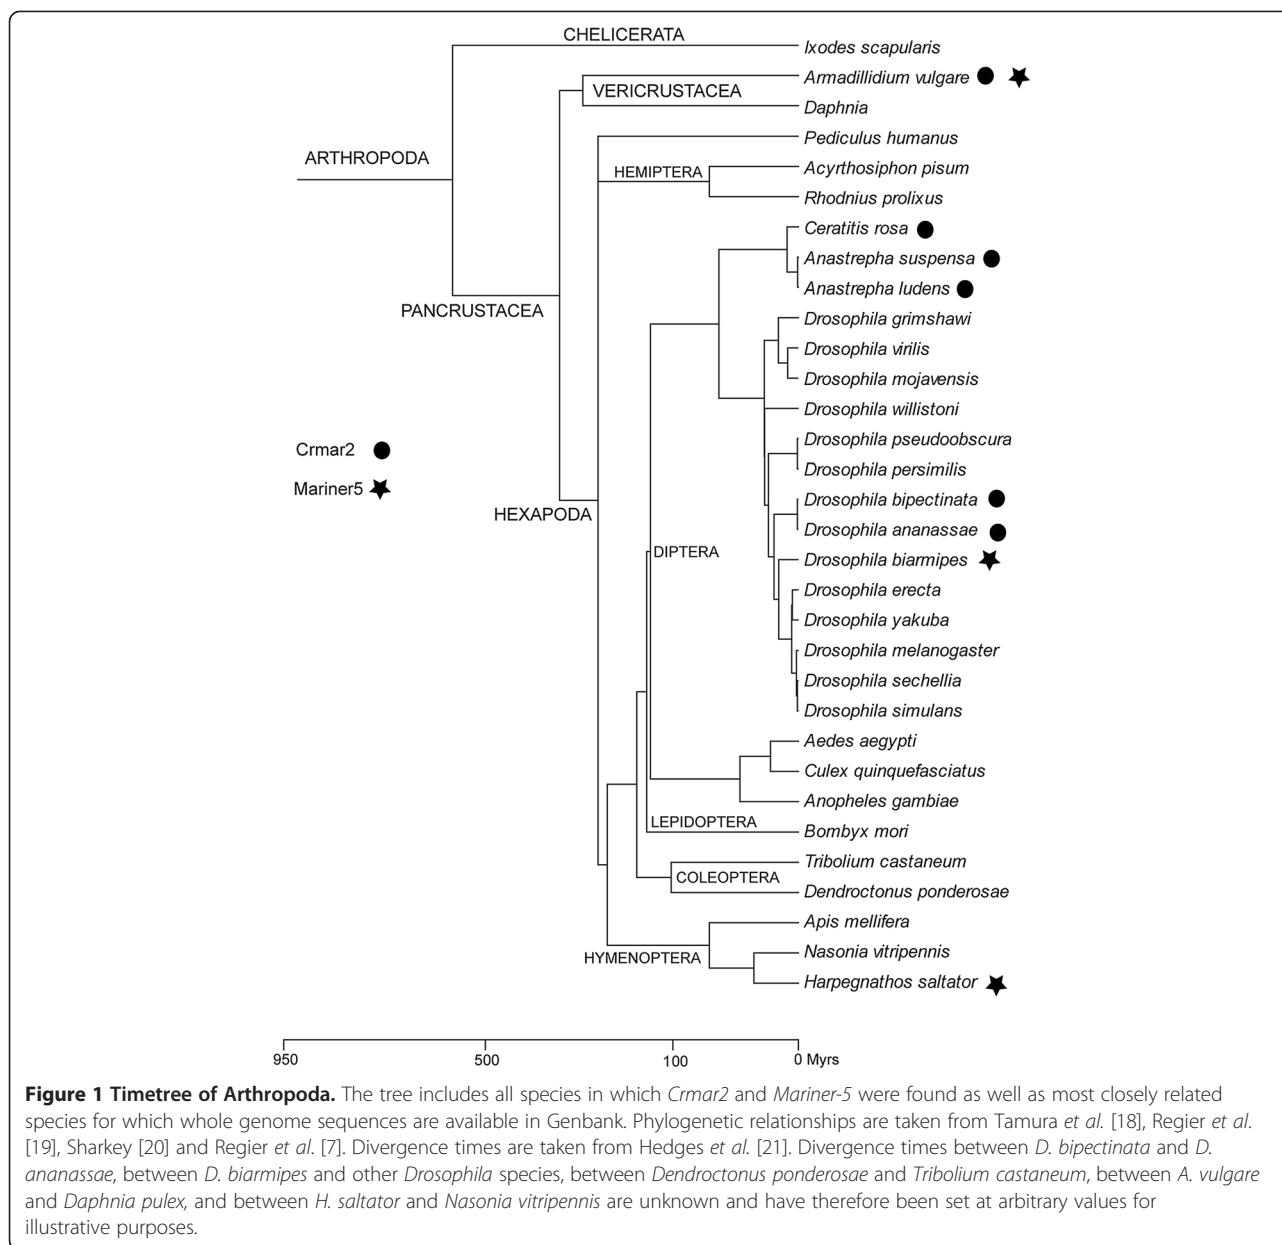 CHELICERATA
Ixodes scapularis
Armadillidium vulgare
VERICRUSTACEA
Daphnia
Pediculus humanus
ARTHROPODA
HEMIPTERA
Acyrthosiphon pisum
Rhodnius prolixus
Ceratitis rosa
Anastrepha suspensa
Anastrepha ludens
PANCRUSTACEA
Drosophila grimshawi
Drosophila virilis
Drosophila mojavensis
Drosophila willistoni
Drosophila pseudoobscura
Drosophila persimilis
Crmar2
Mariner5
Drosophila bipectinata
HEXAPODA
Drosophila ananassae
DIPTERA
Drosophila biarmipes
Drosophila erecta
Drosophila yakuba
Drosophila melanogaster
Drosophila sechellia
Drosophila simulans
Aedes aegypti
Culex quinquefasciatus
Anopheles gambiae
LEPIDOPTERA
Bombyx mori
Tribolium castaneum
COLEOPTERA
Dendroctonus ponderosae
Apis mellifera
HYMENOPTERA
Nasonia vitripennis
Harpegnathos saltator
950 500 100 0 Myrs
Figure 1 Timetree of Arthropoda. The tree includes all species in which Crmar2 and Mariner-5 were found as well as most closely related
species for which whole genome sequences are available in Genbank. Phylogenetic relationships are taken from Tamura et al. [18], Regier et al.
[19], Sharkey [20] and Regier et al. [7]. Divergence times are taken from Hedges et al. [21]. Divergence times between D. bipectinata and D.
ananassae, between D. biarmipes and other Drosophila species, between Dendroctonus ponderosae and Tribolium castaneum, between A. vulgare
and Daphnia pulex, and between H. saltator and Nasonia vitripennis are unknown and have therefore been set at arbitrary values for
illustrative purposes.